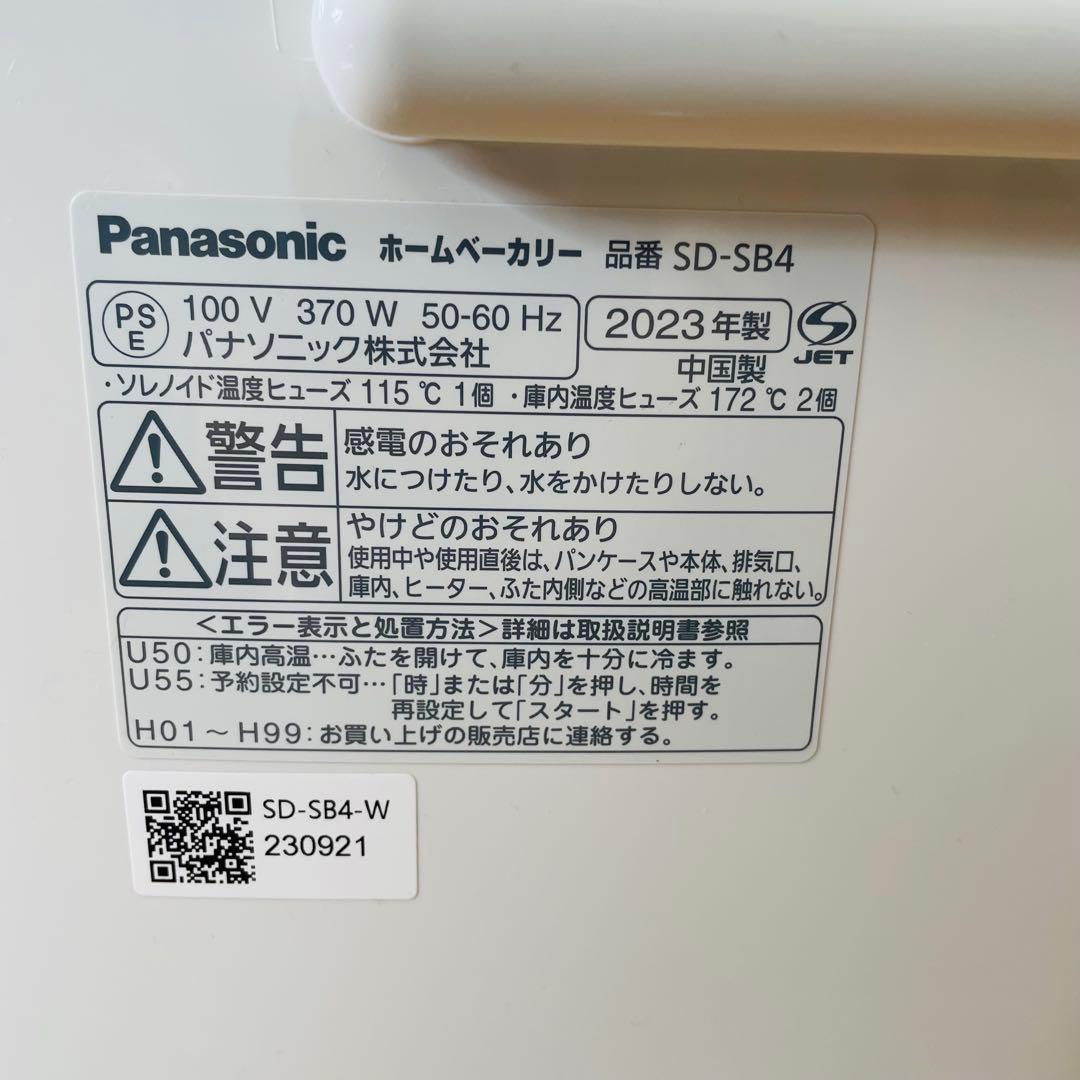 Panasonic ホームベーカリー 品番 SD-SB4
PS E 100 V 370 W 50-60 Hz 2023年製 S JET
パナソニック株式会社 中国製
・ソレノイド温度ヒューズ 115 ℃ 1個 ・庫内温度ヒューズ 172 ℃ 2個
警告 感電のおそれあり
水につけたり、水をかけたりしない。
注意 やけどのおそれあり
使用中や使用直後は、パンケースや本体、排気口、
庫内、ヒーター、ふた内側などの高温部に触れない。
＜エラー表示と処置方法＞詳細は取扱説明書参照
U50：庫内高温…ふたを開けて、庫内を十分に冷ます。
U55：予約設定不可…「時」または「分」を押し、時間を
再設定して「スタート」を押す。
H01～H99：お買い上げの販売店に連絡する。
SD-SB4-W
230921